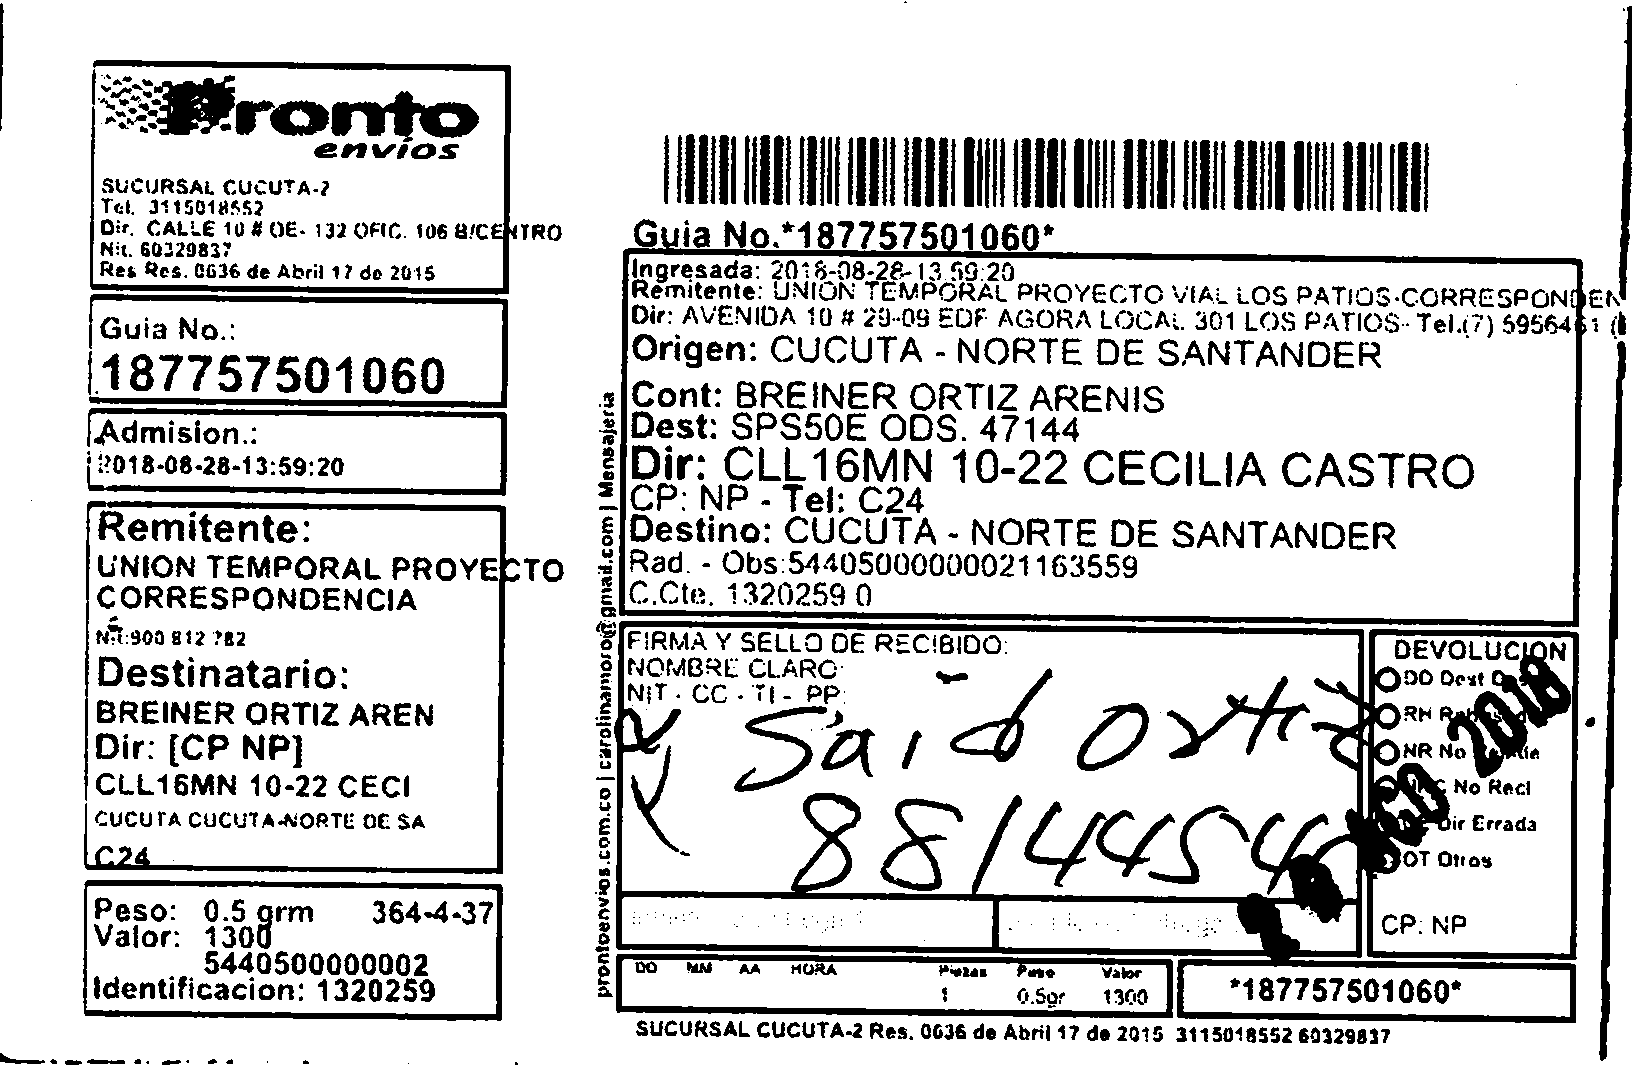 Pronto
envíos
SUCURSAL CUCUTA-2
Tel. 3115018552
Dir. CALLE 10 # OE- 132 OFIC. 106 B/CENTRO
Nit. 60329837
Res Res. 0636 de Abril 17 de 2015
Guia No.:
187757501060
Admision.:
2018-08-28-13:59:20
Remitente:
UNION TEMPORAL PROYECTO
CORRESPONDENCIA
Nit:900 812 782
Destinatario:
BREINER ORTIZ AREN
Dir: [CP NP]
CLL16MN 10-22 CECI
CUCUTA CUCUTA-NORTE DE SA
C24
Peso: 0.5 grm 364-4-37
Valor: 1300
5440500000002
Identificacion: 1320259
prontoenvios.com.co | carolinamoro@gmail.com | Mensajeria
Guia No.*187757501060*
Ingresada: 2018-08-28-13:59:20
Remitente: UNION TEMPORAL PROYECTO VIAL LOS PATIOS-CORRESPONDEN
Dir: AVENIDA 10 # 29-09 EDF AGORA LOCAL 301 LOS PATIOS- Tel.(7) 5956461 (
Origen: CUCUTA - NORTE DE SANTANDER
Cont: BREINER ORTIZ ARENIS
Dest: SPS50E ODS. 47144
Dir: CLL16MN 10-22 CECILIA CASTRO
CP: NP - Tel: C24
Destino: CUCUTA - NORTE DE SANTANDER
Rad. - Obs:54405000000021163559
C.Cte. 1320259 0
FIRMA Y SELLO DE RECIBIDO:
NOMBRE CLARO:
NIT - CC - TI - PP:
Said Ortiz
8814454
DEVOLUCION
DD Dest
RH
NR No
No Recl
Dir Errada
OT Otros
AGO 2018
CP: NP
DD MM AA HORA
Piezas Peso Valor
1 0.5gr 1300
*187757501060*
SUCURSAL CUCUTA-2 Res. 0636 de Abril 17 de 2015 3115018552 60329837